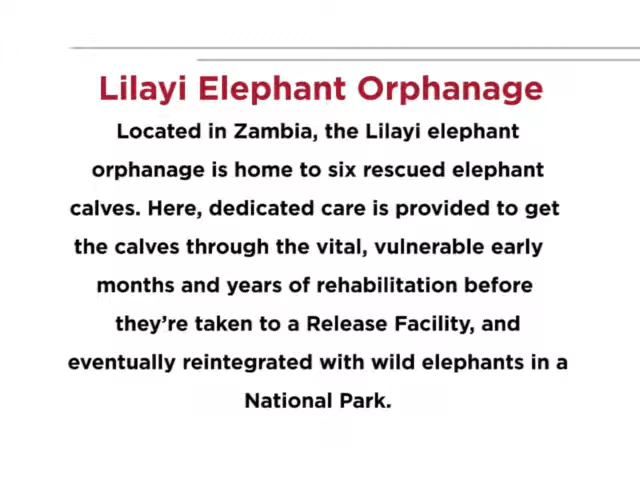 Lilayi Elephant Orphanage
Located in Zambia, the Lilayi elephant
orphanage is home to six rescued elephant
calves. Here, dedicated care is provided to get
the calves through the vital, vulnerable early
months and years of rehabilitation before
they’re taken to a Release Facility, and
eventually reintegrated with wild elephants in a
National Park.